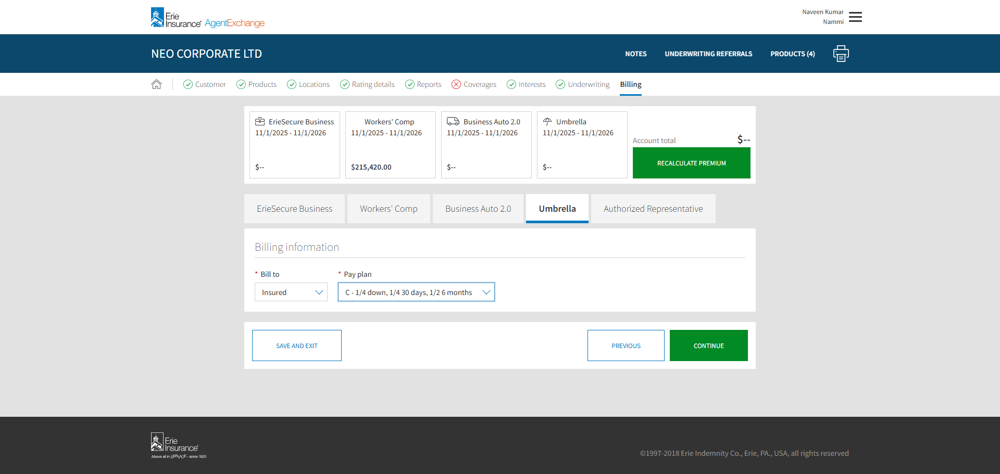 Erie
Insurance® AgentExchange
Naveen Kumar
Nammi
NEO CORPORATE LTD
NOTES
UNDERWRITING REFERRALS
PRODUCTS (4)
Customer
Products
Locations
Rating details
Reports
Coverages
Interests
Underwriting
Billing
ErieSecure Business
11/1/2025 - 11/1/2026
$--
Workers' Comp
11/1/2025 - 11/1/2026
$215,420.00
Business Auto 2.0
11/1/2025 - 11/1/2026
$--
Umbrella
11/1/2025 - 11/1/2026
$--
Account total $--
RECALCULATE PREMIUM
ErieSecure Business
Workers' Comp
Business Auto 2.0
Umbrella
Authorized Representative
Billing information
* Bill to
Insured
* Pay plan
C - 1/4 down, 1/4 30 days, 1/2 6 months
SAVE AND EXIT
PREVIOUS
CONTINUE
Erie
Insurance®
Above all in SERVICE® – since 1925
©1997-2018 Erie Indemnity Co., Erie, PA., USA, all rights reserved